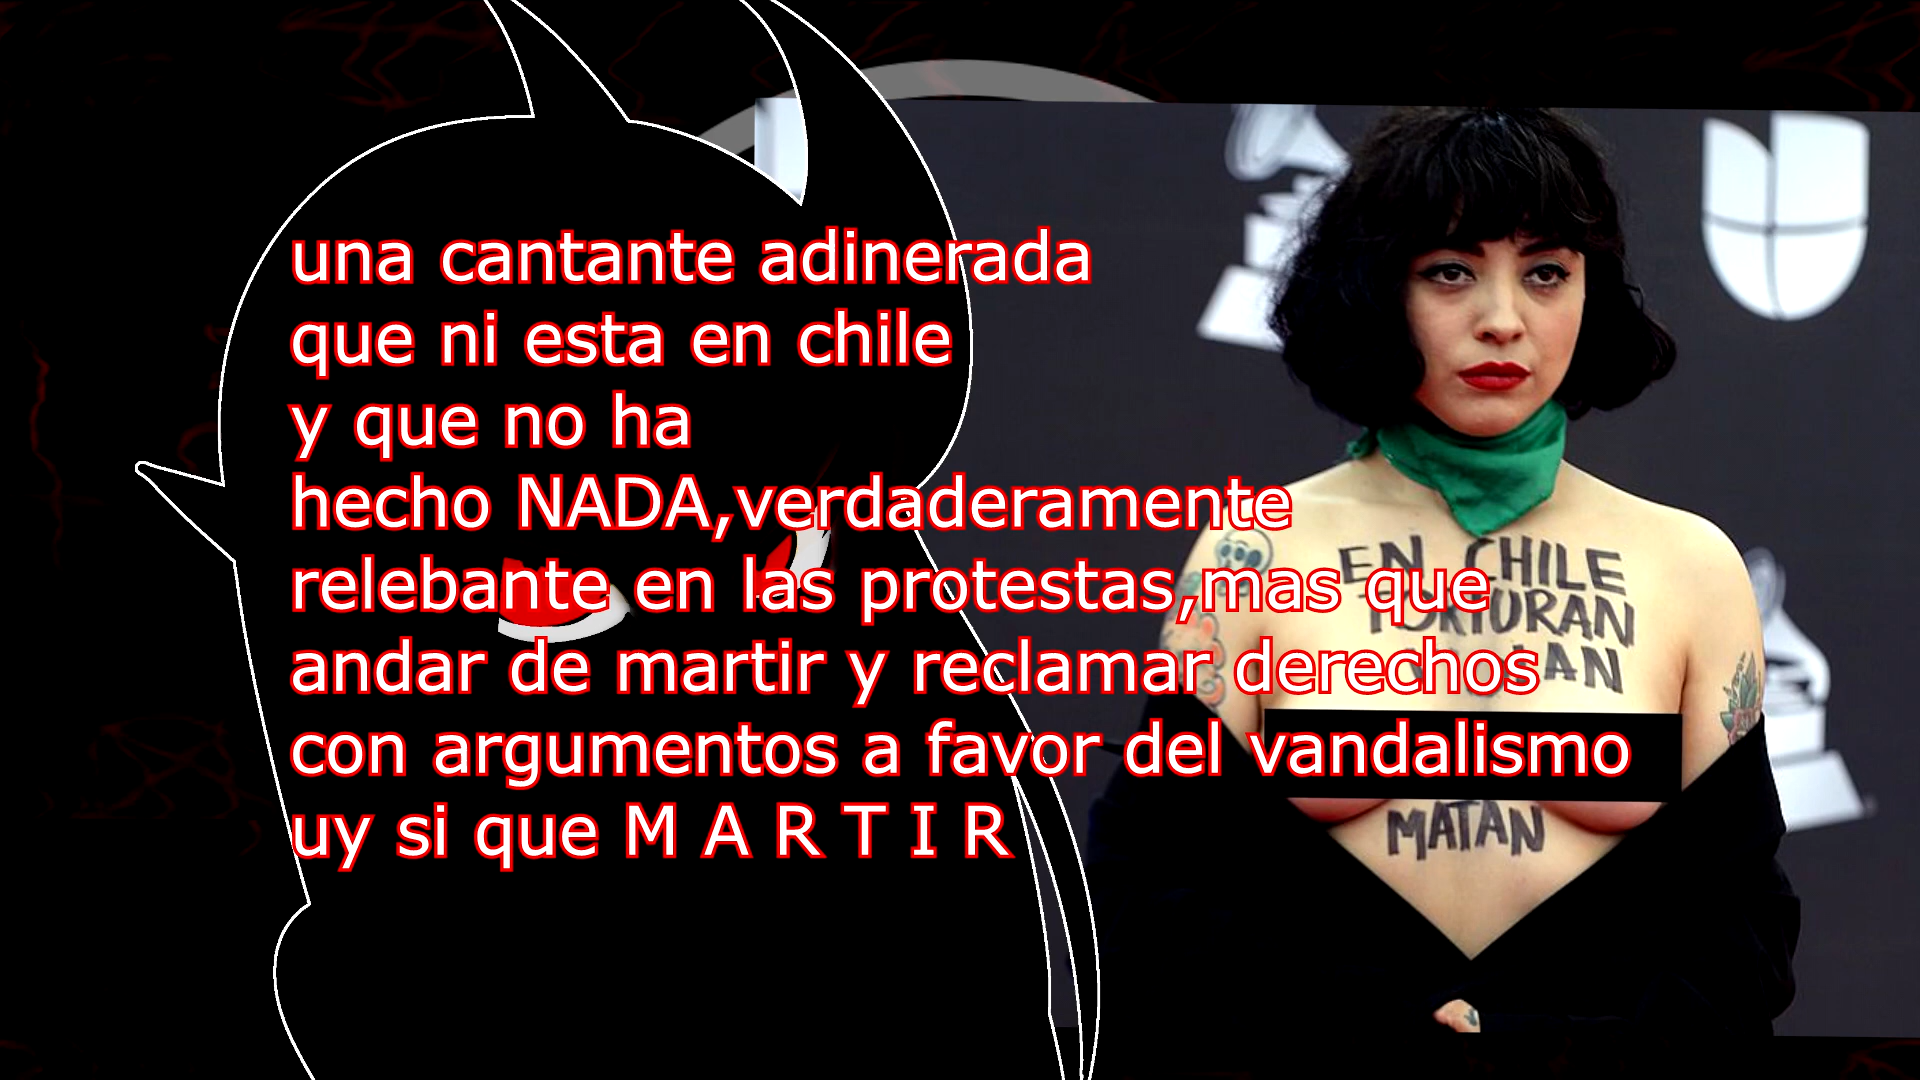 una cantante adinerada
que ni esta en chile
y que no ha
hecho NADA,verdaderamente
relebante en las protestas,mas que
andar de martir y reclamar derechos
con argumentos a favor del vandalismo
uy si que M A R T I R
EN CHILE
TORTURAN
MATAN